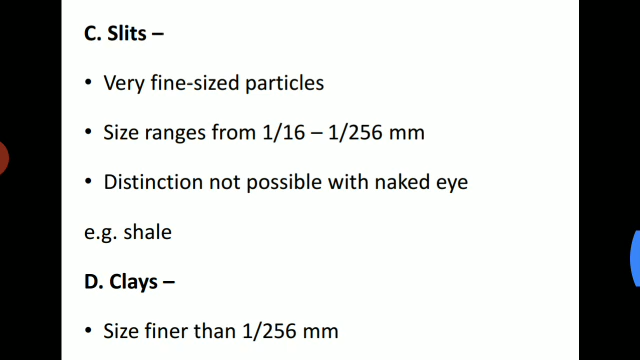 C. Slits –
• Very fine-sized particles
• Size ranges from 1/16 – 1/256 mm
• Distinction not possible with naked eye
e.g. shale
D. Clays –
• Size finer than 1/256 mm